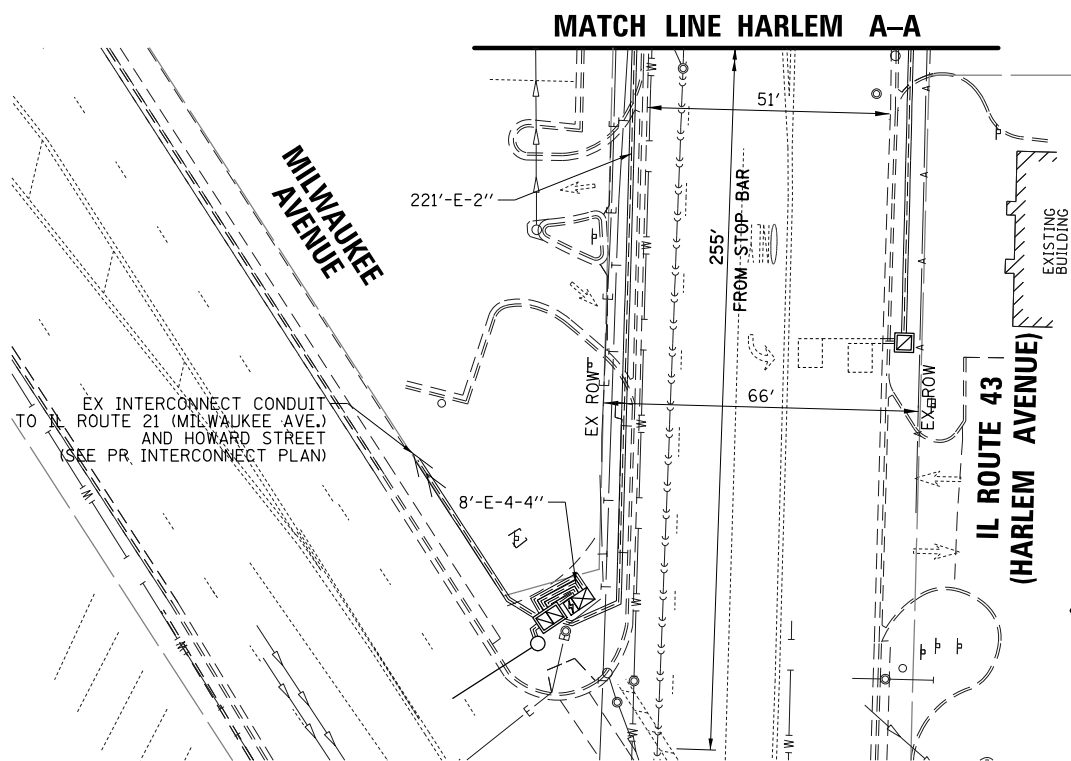 MATCH LINE HARLEM A-A
51'
MILWAUKEE
AVENUE
221'-E-2''
255'
FROM STOP BAR
EXISTING
BUILDING
EX INTERCONNECT CONDUIT
TO IL ROUTE 21 (MILWAUKEE AVE.)
AND HOWARD STREET
(SEE PR INTERCONNECT PLAN)
EX ROW
66'
EX ROW
IL ROUTE 43
(HARLEM AVENUE)
8'-E-4-4''
E
W
W
W
T
A